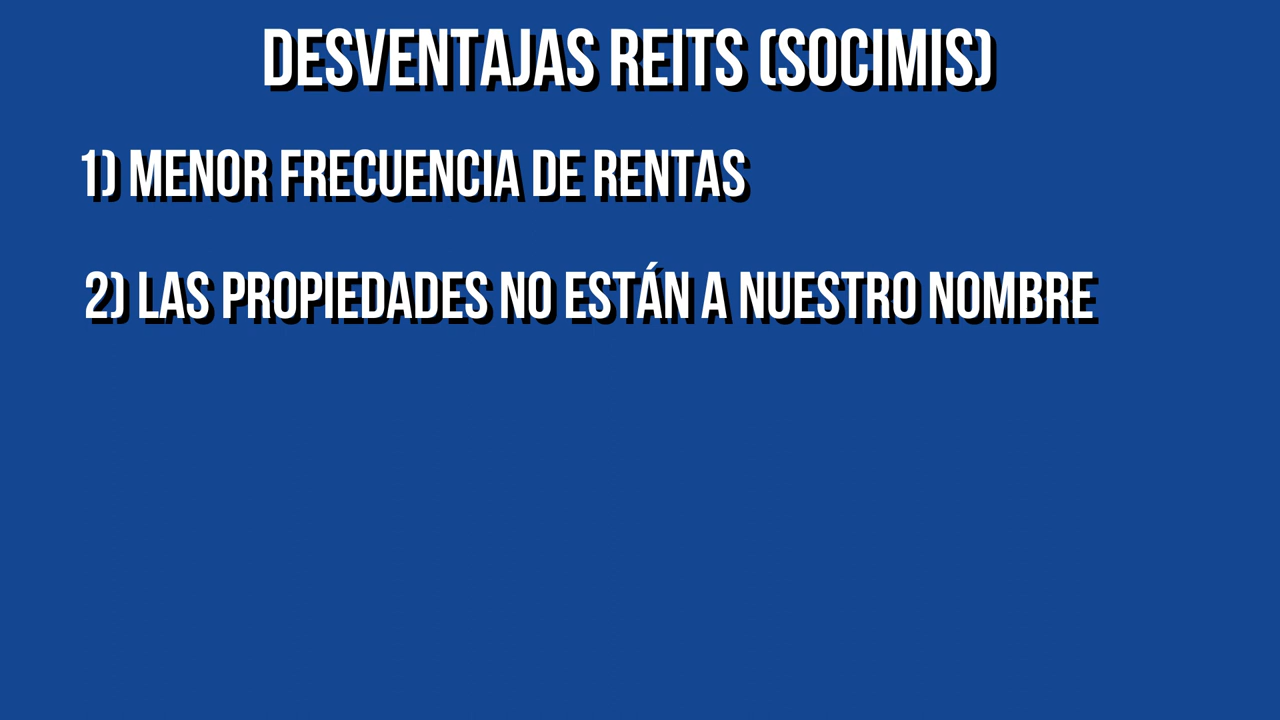 DESVENTAJAS REITS (SOCIMIS)
1) MENOR FRECUENCIA DE RENTAS
2) LAS PROPIEDADES NO ESTÁN A NUESTRO NOMBRE